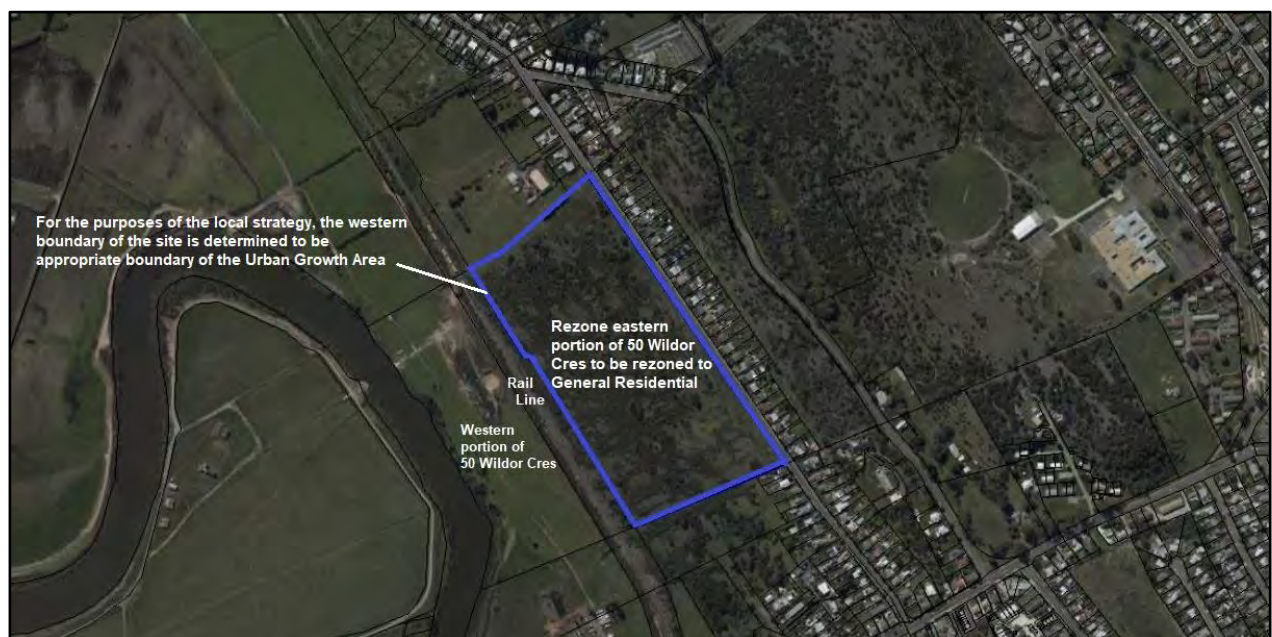 For the purposes of the local strategy, the western
boundary of the site is determined to be
appropriate boundary of the Urban Growth Area
Rezone eastern
portion of 50 Wildor
Cres to be rezoned to
General Residential
Rail
Line
Western
portion of
50 Wildor Cres